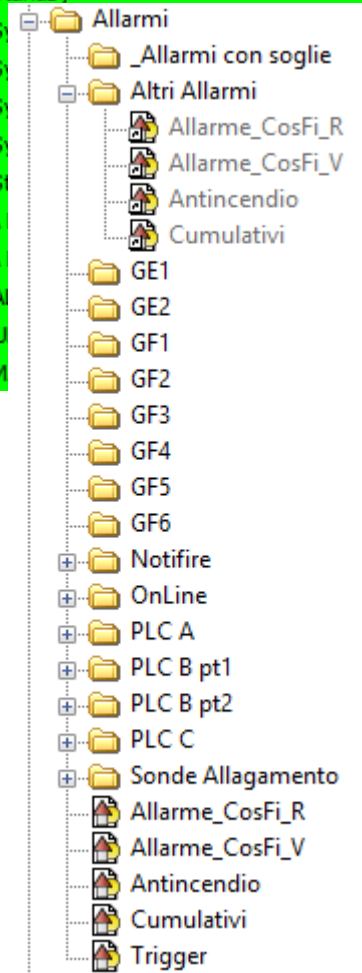 Allarmi
_Allarmi con soglie
Altri Allarmi
Allarme_CosFi_R
Allarme_CosFi_V
Antincendio
Cumulativi
GE1
GE2
GF1
GF2
GF3
GF4
GF5
GF6
Notifire
OnLine
PLC A
PLC B pt1
PLC B pt2
PLC C
Sonde Allagamento
Allarme_CosFi_R
Allarme_CosFi_V
Antincendio
Cumulativi
Trigger